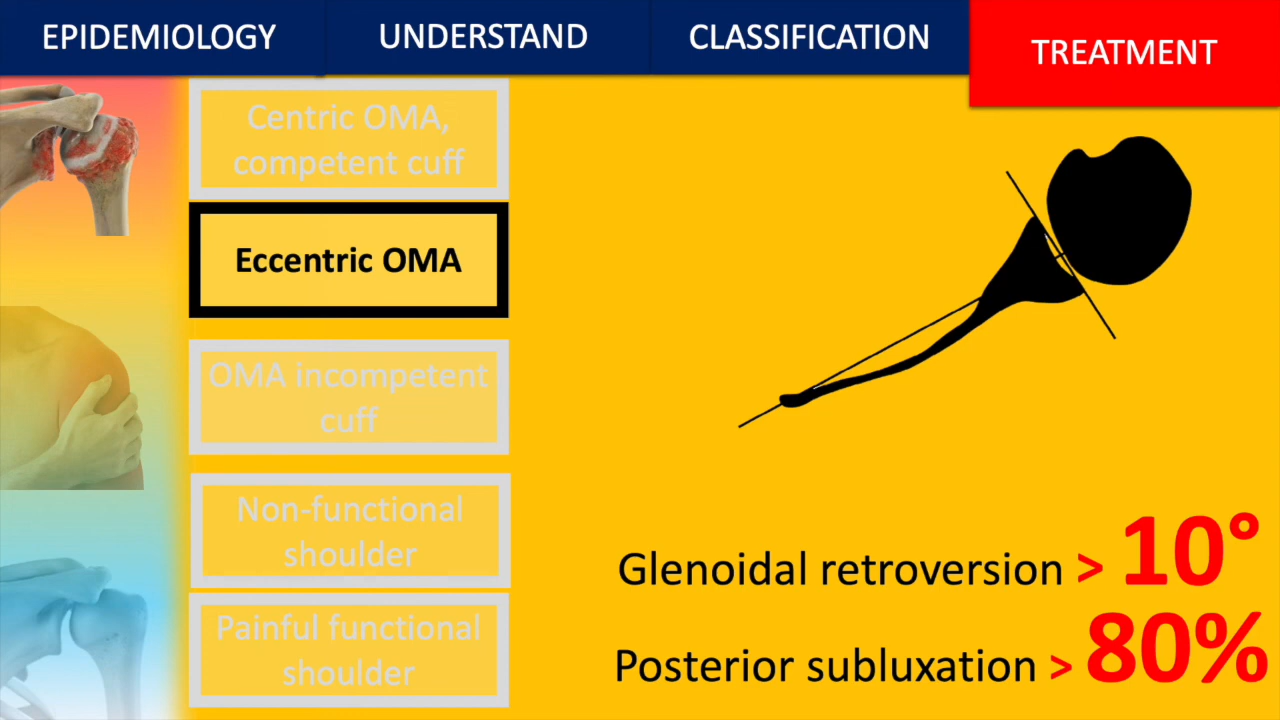 EPIDEMIOLOGY
UNDERSTAND
CLASSIFICATION
TREATMENT
Centric OMA,
competent cuff
Eccentric OMA
OMA incompetent
cuff
Non-functional
shoulder
Painful functional
shoulder
Glenoidal retroversion > 10°
Posterior subluxation > 80%